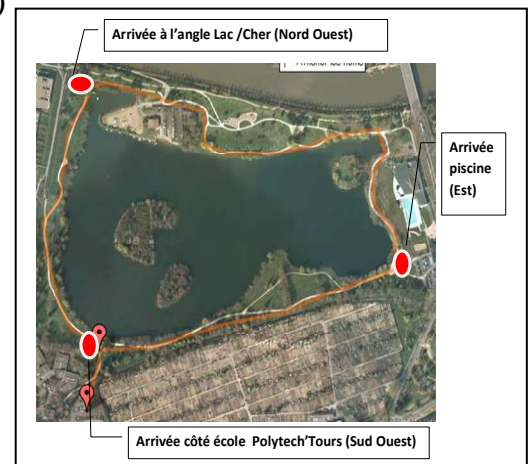 )
Arrivée à l'angle Lac /Cher (Nord Ouest)
Arrivée
piscine
(Est)
Arrivée côté école Polytech'Tours (Sud Ouest)